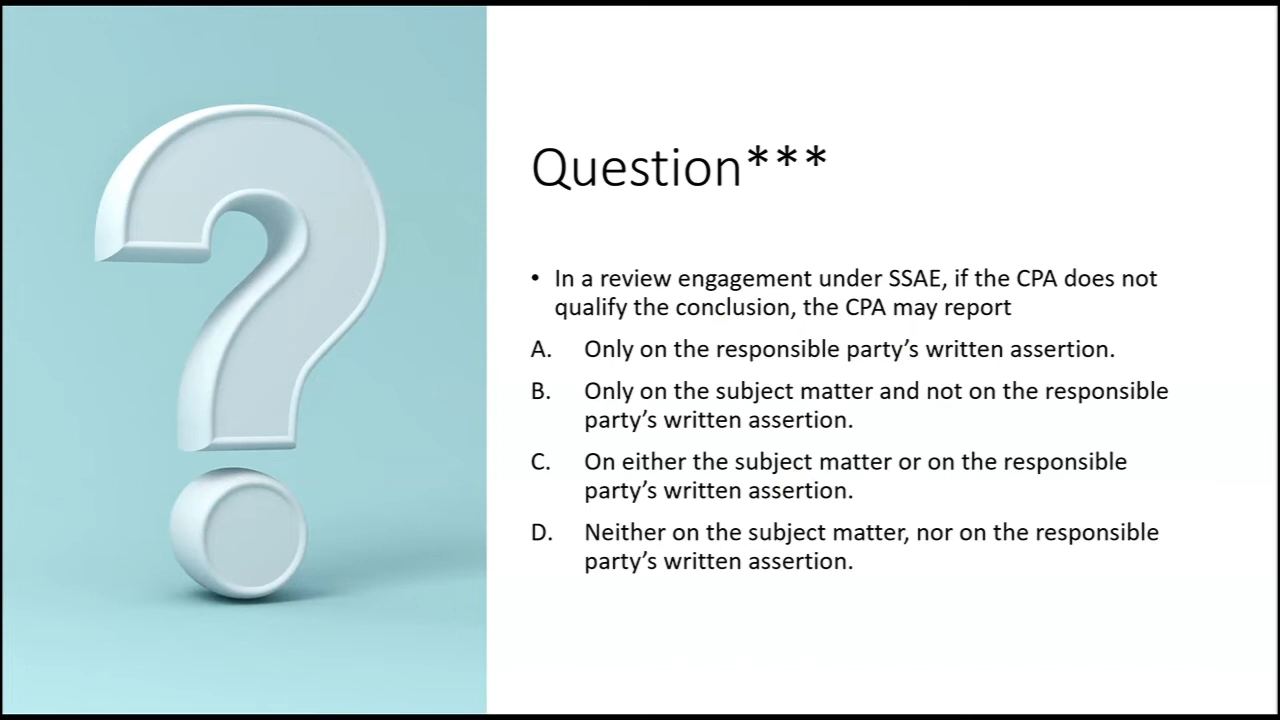 Question***
• In a review engagement under SSAE, if the CPA does not
qualify the conclusion, the CPA may report
A. Only on the responsible party’s written assertion.
B. Only on the subject matter and not on the responsible
party’s written assertion.
C. On either the subject matter or on the responsible
party’s written assertion.
D. Neither on the subject matter, nor on the responsible
party’s written assertion.